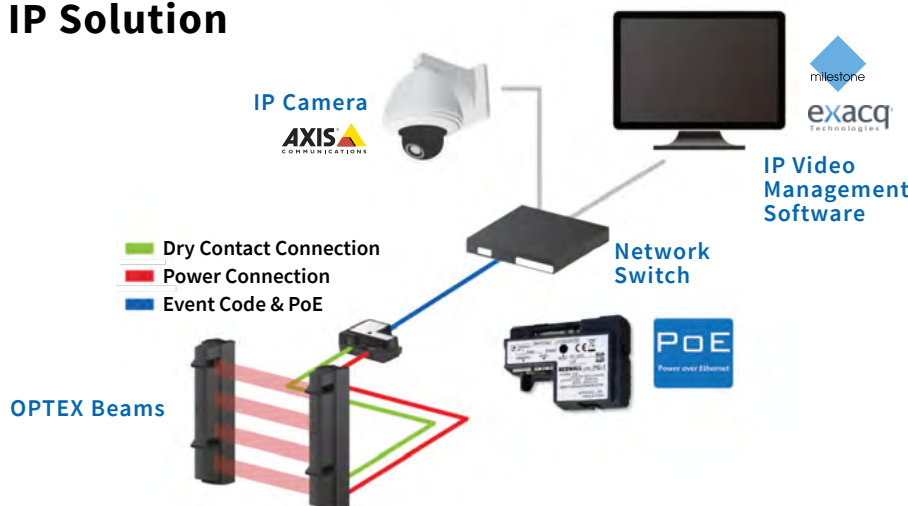 IP Solution
IP Camera
AXIS
COMMUNICATIONS
milestone
exacq
Technologies
IP Video
Management
Software
Network
Switch
Dry Contact Connection
Power Connection
Event Code & PoE
REDWALL
PoE
Power over Ethernet
OPTEX Beams